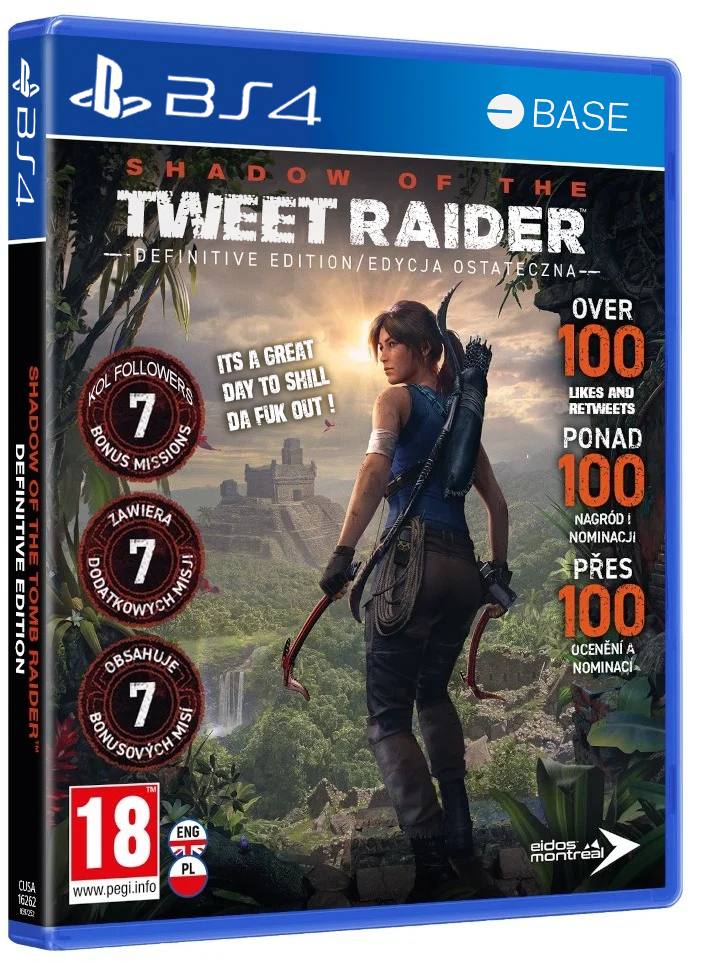 BS4
BS4
BASE
SHADOW OF THE
TWEET RAIDER™
DEFINITIVE EDITION/EDYCJA OSTATECZNA
ITS A GREAT
DAY TO SHILL
DA FUK OUT !
KOL FOLLOWERS
7
BONUS MISSIONS
ZAWIERA
7
DODATKOWYCH MISJI
OBSAHUJE
7
BONUSOVÝCH MISÍ
OVER
100
LIKES AND
RETWEETS
PONAD
100
NAGRÓD I
NOMINACJI
PŘES
100
OCENĚNÍ A
NOMINACÍ
SHADOW OF THE TOMB RAIDER™
DEFINITIVE EDITION
CUSA
16262
18™
www.pegi.info
ENG
PL
eidos
montréal